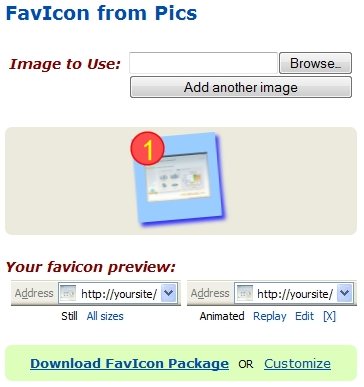 FavIcon from Pics
Image to Use: Browse..
Add another image
1
Your favicon preview:
Address http://yoursite/ Address http://yoursite/
Still All sizes Animated Replay Edit [X]
Download FavIcon Package OR Customize